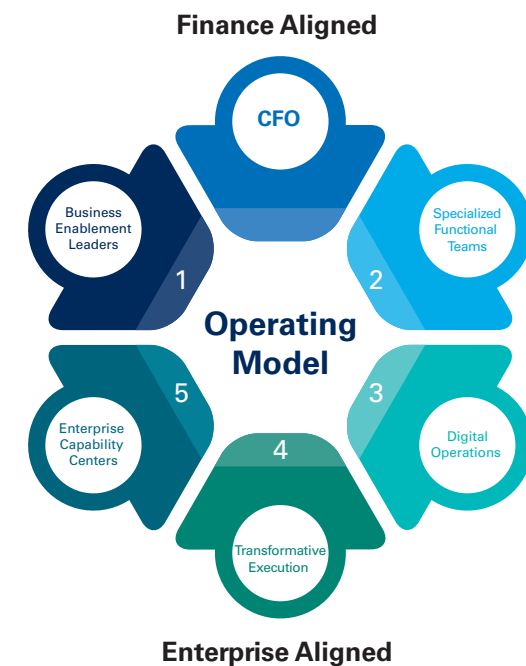 Finance Aligned
CFO
Business
Enablement
Leaders
1
Specialized
Functional
Teams
2
Operating
Model
Enterprise
Capability
Centers
5
3
Digital
Operations
4
Transformative
Execution
Enterprise Aligned